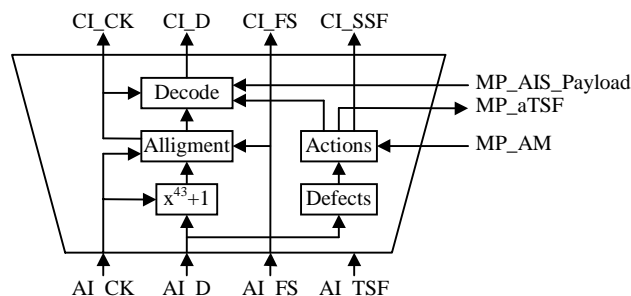 CI_CK CI_D CI_FS CI_SSF
MP_AIS_Payload
Decode
MP_aTSF
Alligment Actions MP_AM
x⁴³+1 Defects
AI_CK AI_D AI_FS AI_TSF